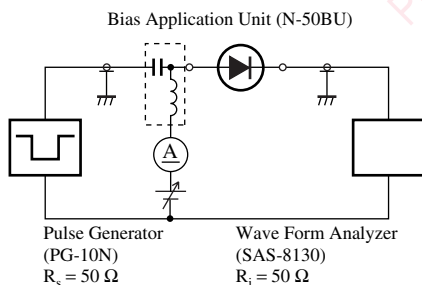 Bias Application Unit (N-50BU)
A
Pulse Generator
(PG-10N)
Rs = 50 Ω
Wave Form Analyzer
(SAS-8130)
Ri = 50 Ω